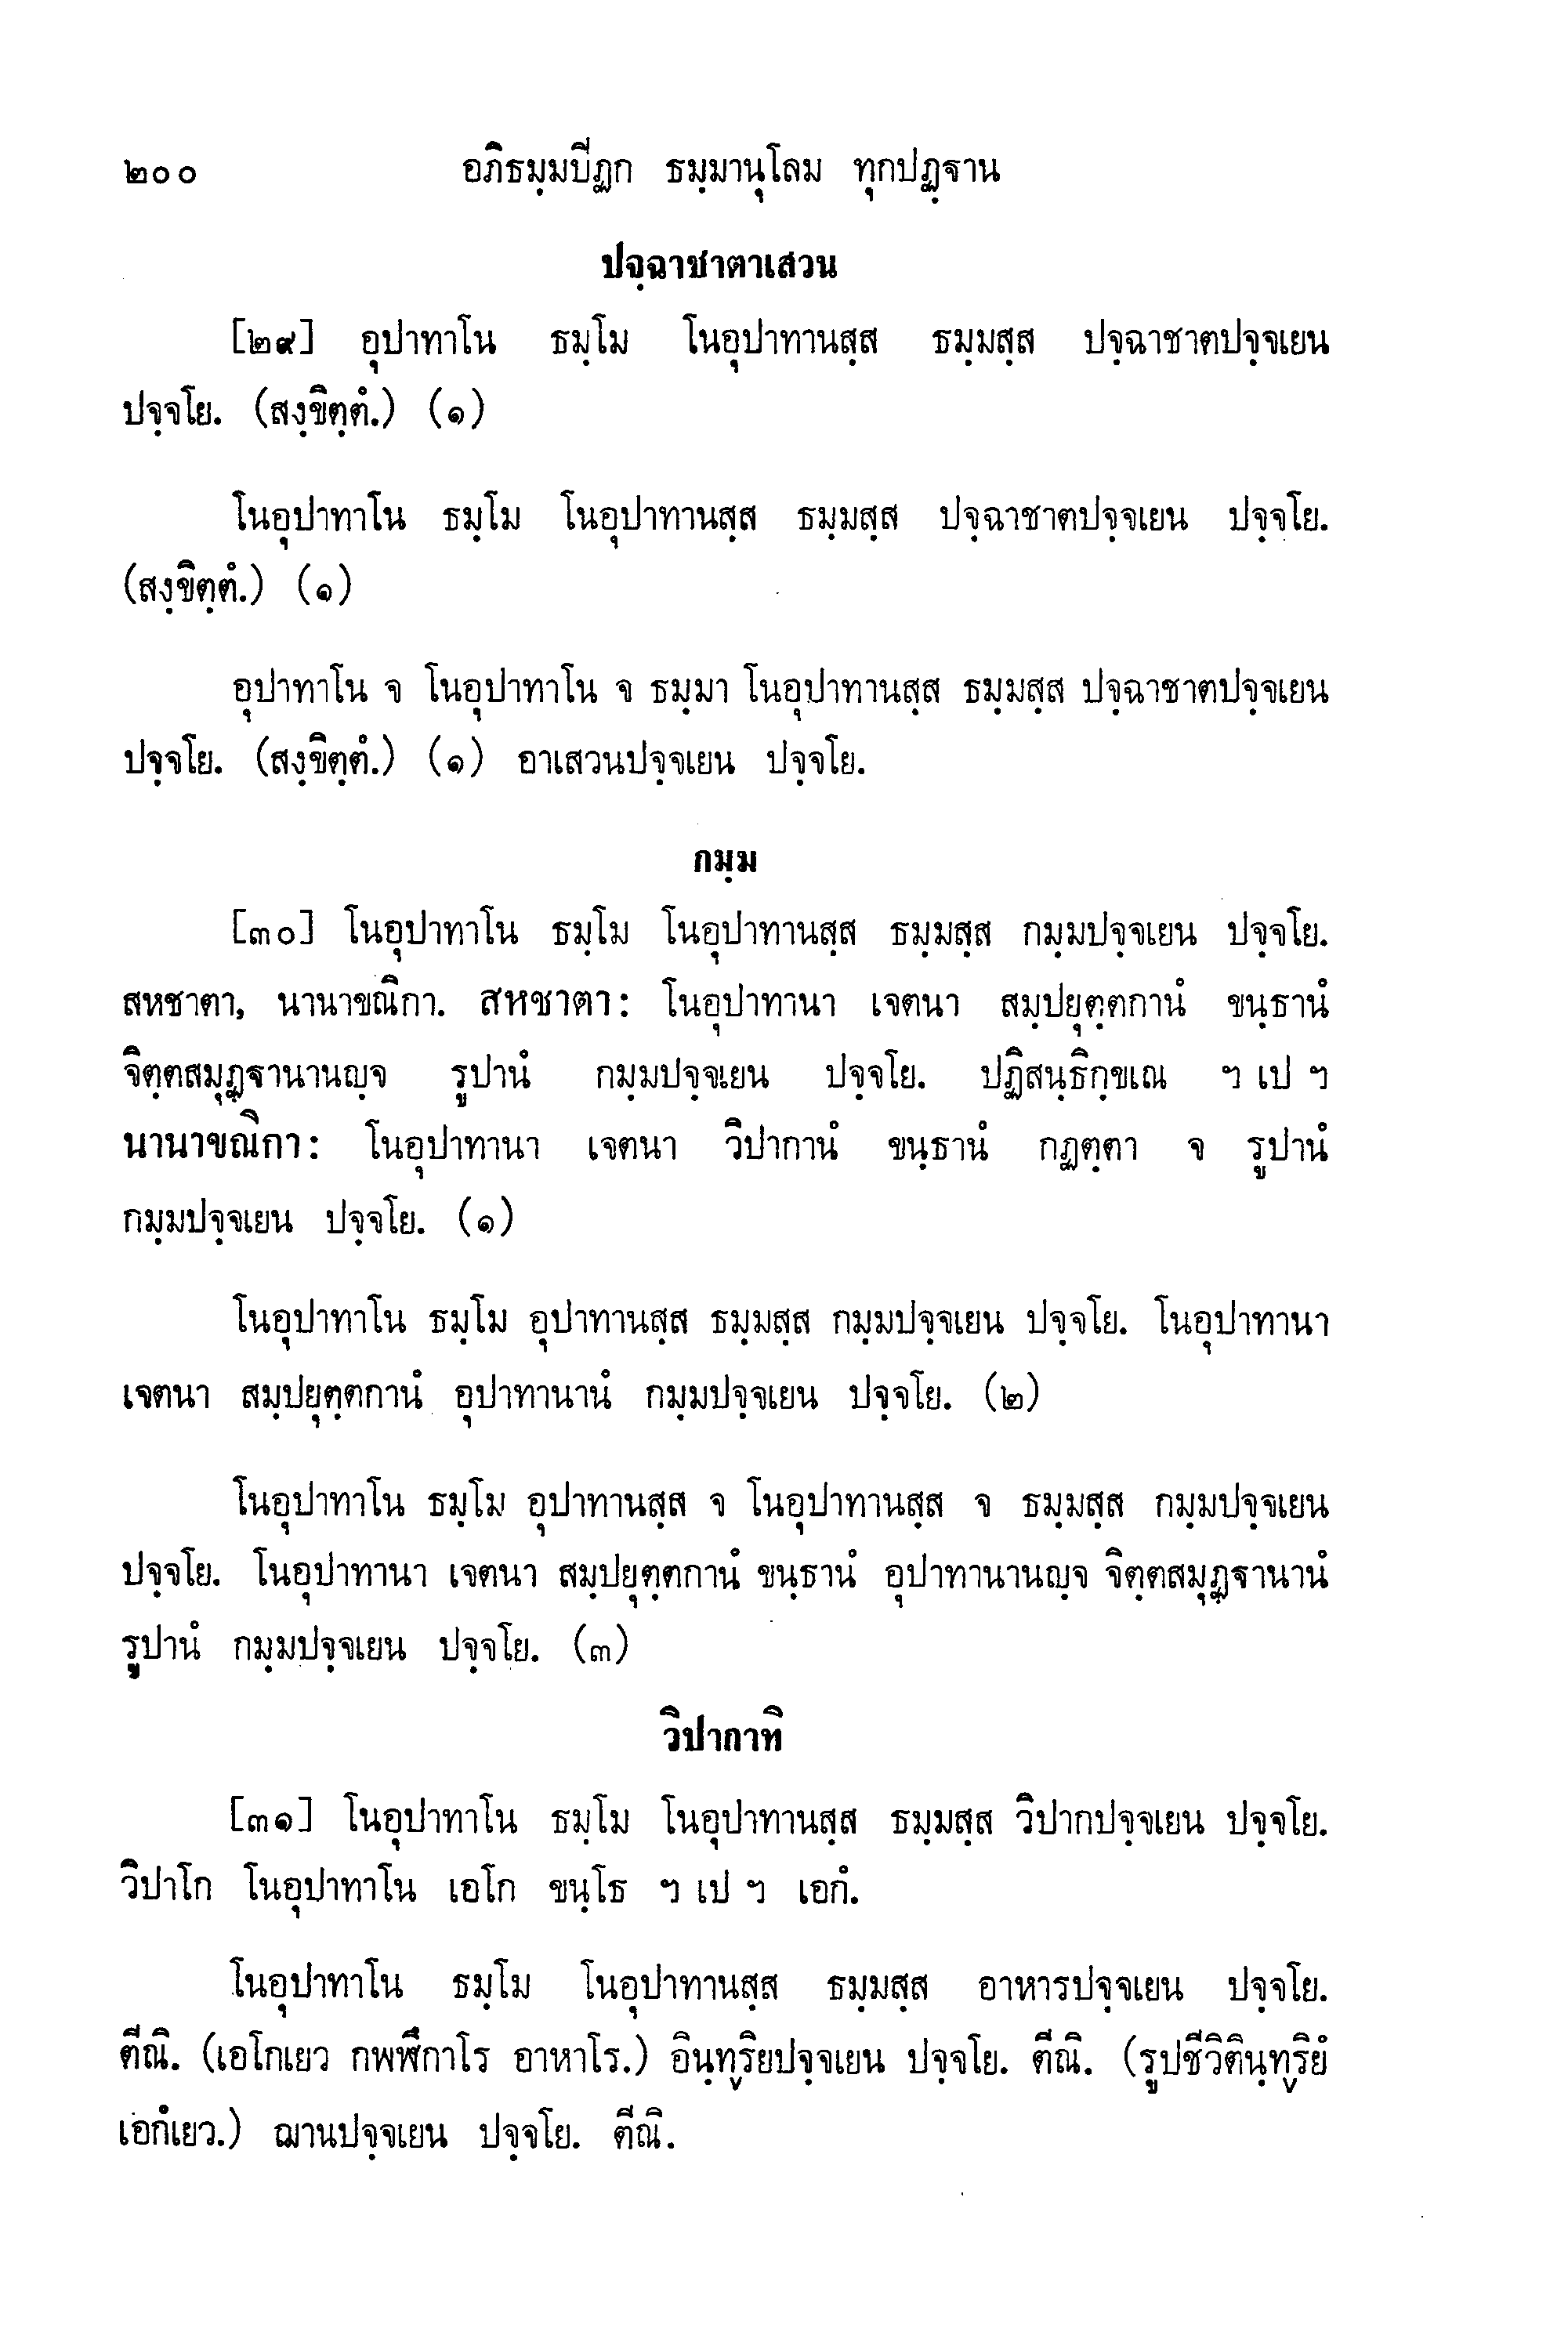 ๒๐๐ อภิธมฺมปิฏก ธมฺมานุโลม ทุกปฏฺฐาน
ปจฺฉาชาตาเสวน
[๒๙] อุปาทาโน ธมฺโม โนอุปาทานสฺส ธมฺมสฺส ปจฺฉาชาตปจฺจเยน
ปจฺจโย. (สงฺขิตฺตํ.) (๑)
โนอุปาทาโน ธมฺโม โนอุปาทานสฺส ธมฺมสฺส ปจฺฉาชาตปจฺจเยน ปจฺจโย.
(สงฺขิตฺตํ.) (๑)
อุปาทาโน จ โนอุปาทาโน จ ธมฺมา โนอุปาทานสฺส ธมฺมสฺส ปจฺฉาชาตปจฺจเยน
ปจฺจโย. (สงฺขิตฺตํ.) (๑) อาเสวนปจฺจเยน ปจฺจโย.
กมฺม
[๓๐] โนอุปาทาโน ธมฺโม โนอุปาทานสฺส ธมฺมสฺส กมฺมปจฺจเยน ปจฺจโย.
สหชาตา, นานาขณิกา. สหชาตา: โนอุปาทานา เจตนา สมฺปยุตฺตกานํ ขนฺธานํ
จิตฺตสมุฏฺฐานานญฺจ รูปานํ กมฺมปจฺจเยน ปจฺจโย. ปฏิสนฺธิกฺขเณ ฯ เป ฯ
นานาขณิกา: โนอุปาทานา เจตนา วิปากานํ ขนฺธานํ กฏตฺตา จ รูปานํ
กมฺมปจฺจเยน ปจฺจโย. (๑)
โนอุปาทาโน ธมฺโม อุปาทานสฺส ธมฺมสฺส กมฺมปจฺจเยน ปจฺจโย. โนอุปาทานา
เจตนา สมฺปยุตฺตกานํ อุปาทานานํ กมฺมปจฺจเยน ปจฺจโย. (๒)
โนอุปาทาโน ธมฺโม อุปาทานสฺส จ โนอุปาทานสฺส จ ธมฺมสฺส กมฺมปจฺจเยน
ปจฺจโย. โนอุปาทานา เจตนา สมฺปยุตฺตกานํ ขนฺธานํ อุปาทานานญฺจ จิตฺตสมุฏฺฐานานํ
รูปานํ กมฺมปจฺจเยน ปจฺจโย. (๓)
วิปากาทิ
[๓๑] โนอุปาทาโน ธมฺโม โนอุปาทานสฺส ธมฺมสฺส วิปากปจฺจเยน ปจฺจโย.
วิปาโก โนอุปาทาโน เอโก ขนฺโธ ฯ เป ฯ เอกํ.
โนอุปาทาโน ธมฺโม โนอุปาทานสฺส ธมฺมสฺส อาหารปจฺจเยน ปจฺจโย.
ตีณิ. (เอโกเยว กพฬีกาโร อาหาโร.) อินฺทฺริยปจฺจเยน ปจฺจโย. ตีณิ. (รูปชีวิตินฺทฺริยํ
เอกํเยว.) ฌานปจฺจเยน ปจฺจโย. ตีณิ.